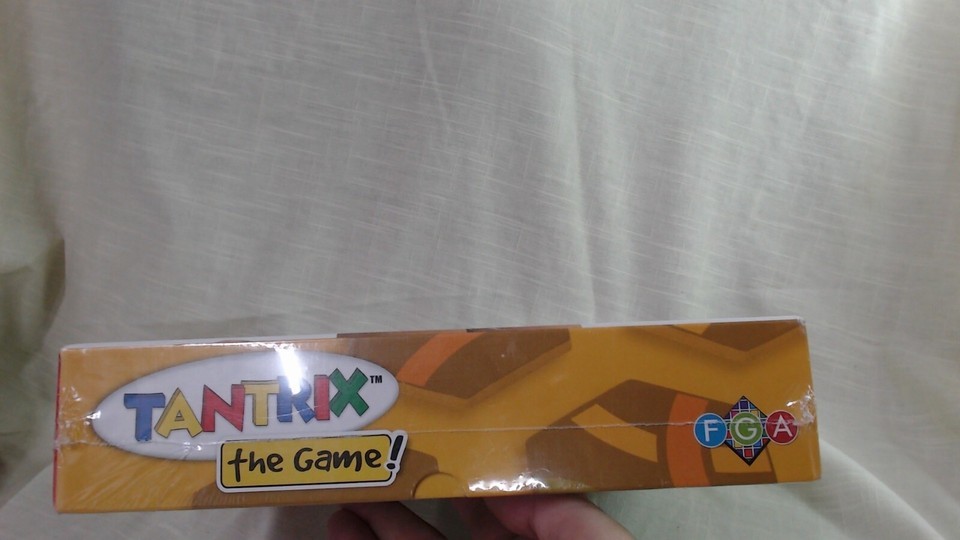 TANTRIX™
the Game!
FGA